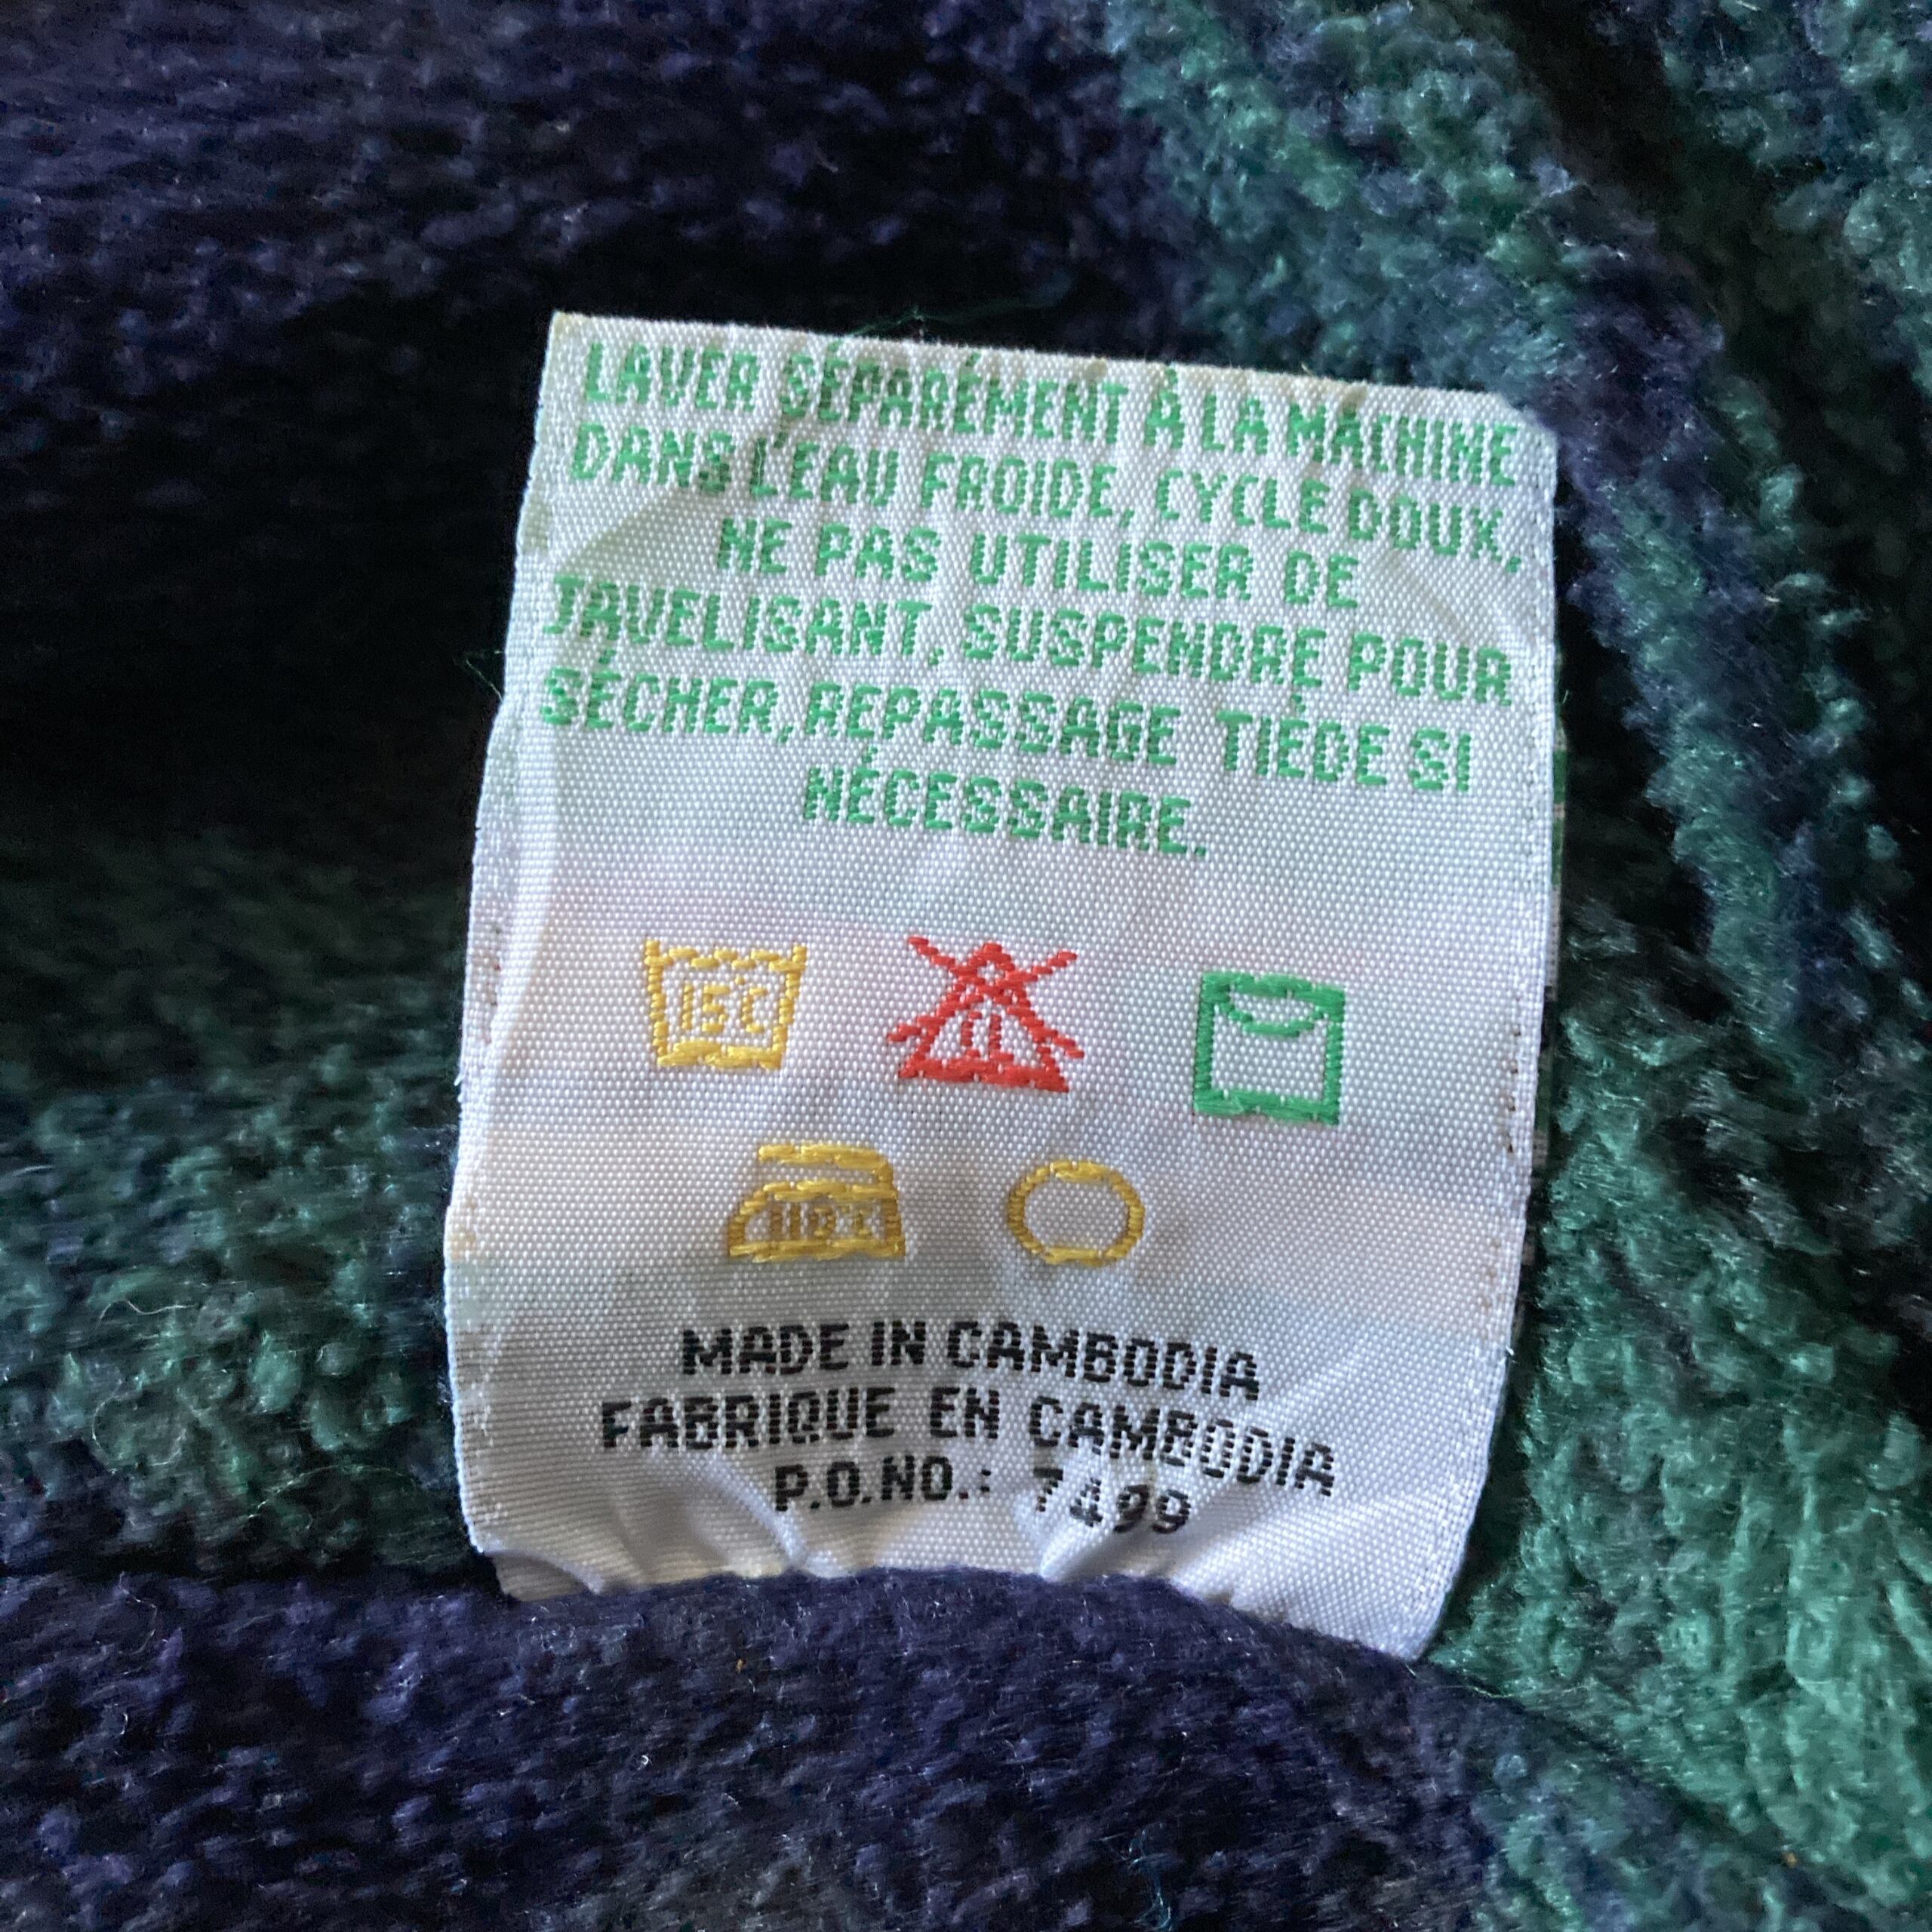 LAVER SÉPARÉMENT À LA MACHINE
DANS L'EAU FROIDE, CYCLE DOUX,
NE PAS UTILISER DE
JAVELISANT, SUSPENDRE POUR
SÉCHER, REPASSAGE TIÈDE SI
NÉCESSAIRE.
15°C CL
110°C
MADE IN CAMBODIA
FABRIQUE EN CAMBODIA
P.O.NO.: 7499